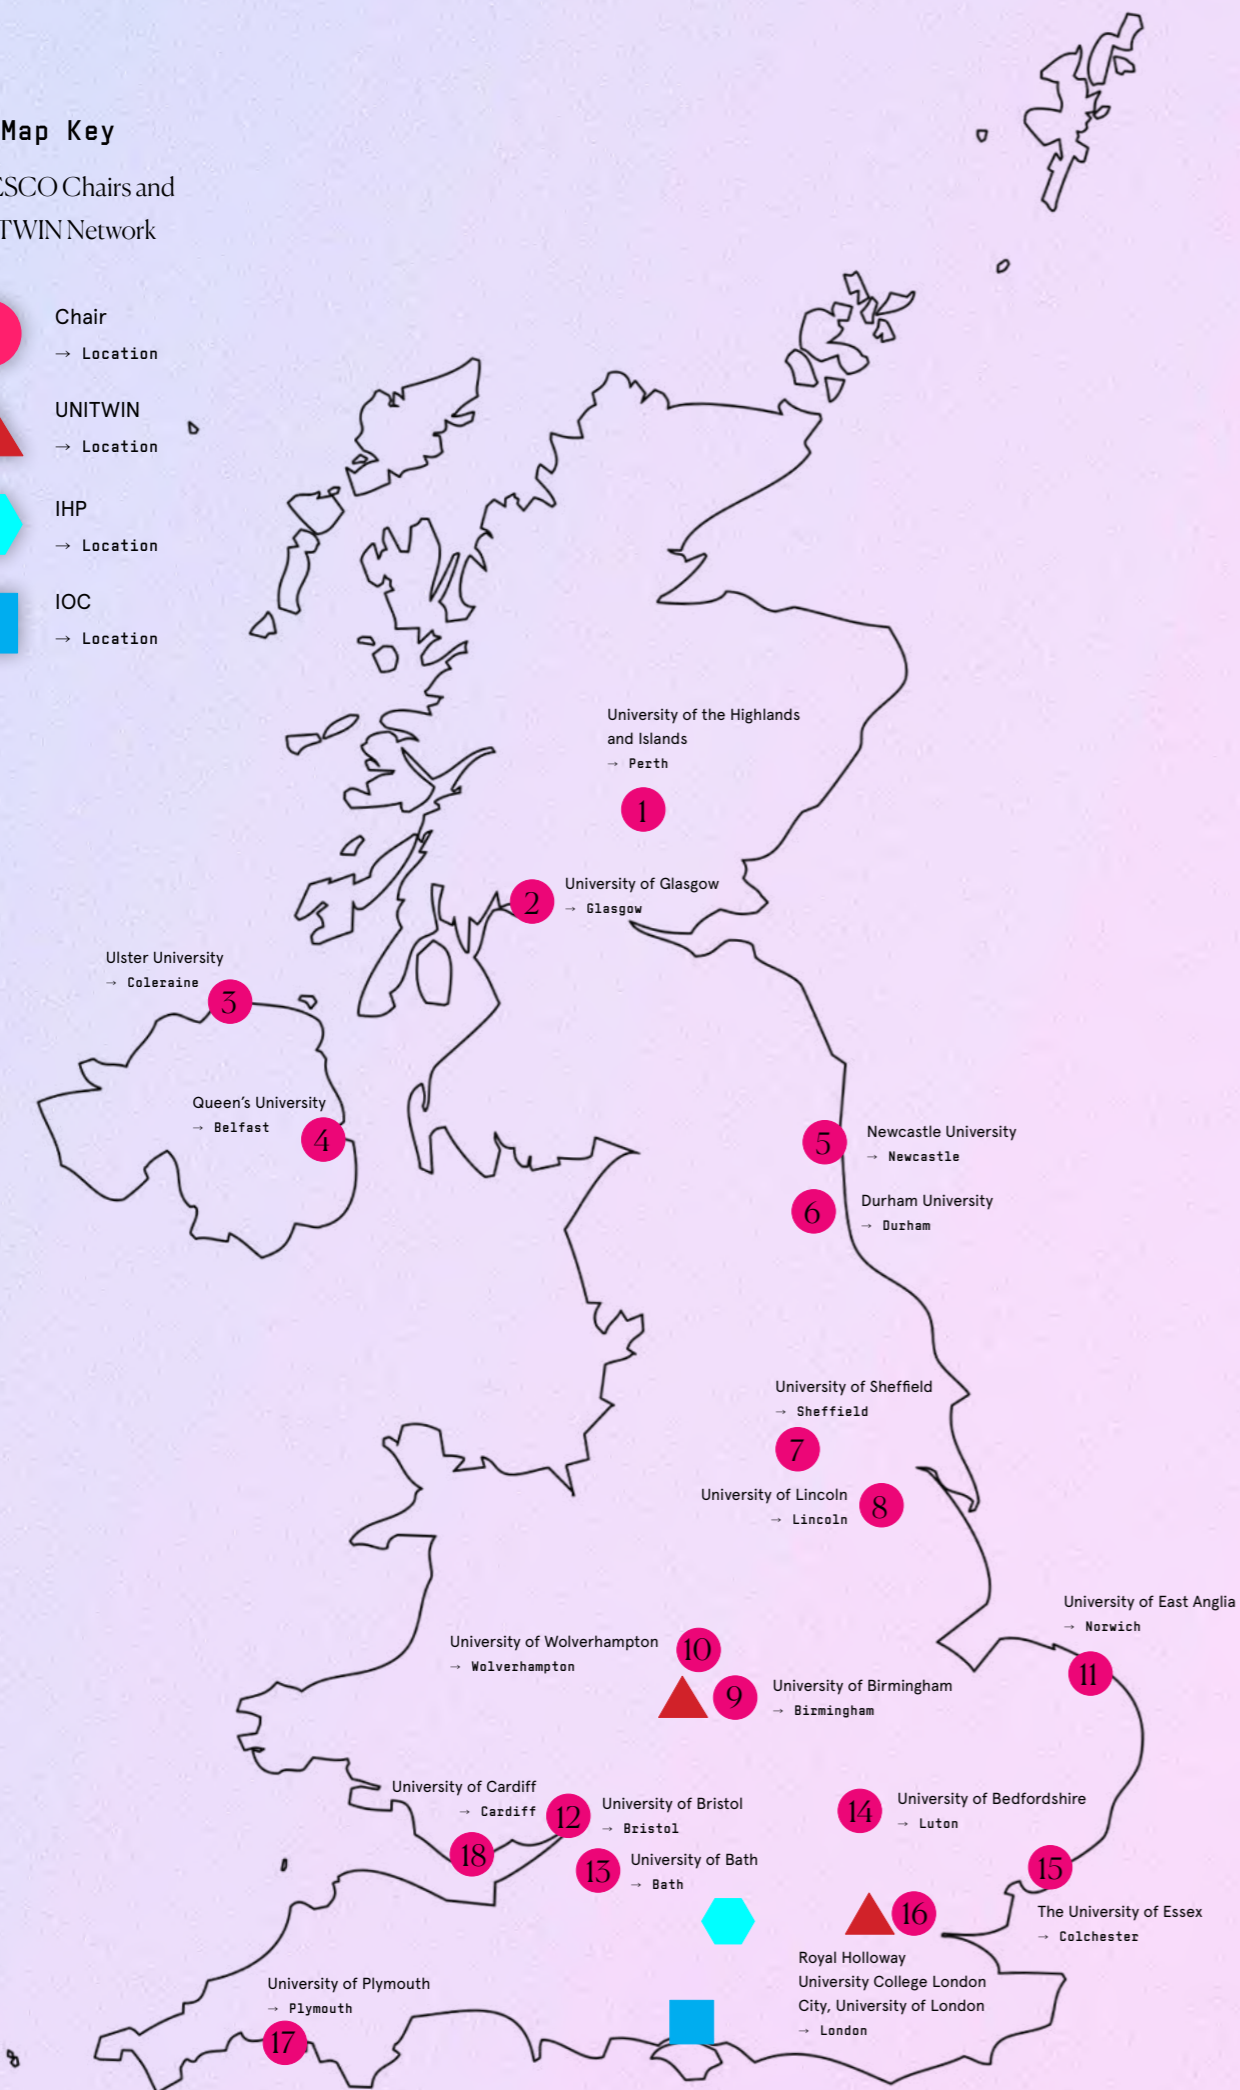 Map Key
ESCO Chairs and
TWIN Network
Chair
→ Location
UNITWIN
→ Location
IHP
→ Location
IOC
→ Location
University of the Highlands
and Islands
→ Perth
1
2
University of Glasgow
→ Glasgow
Ulster University
→ Coleraine
3
Queen's University
→ Belfast
4
5
Newcastle University
→ Newcastle
6
Durham University
→ Durham
University of Sheffield
→ Sheffield
7
University of Lincoln
→ Lincoln
8
University of East Anglia
→ Norwich
11
University of Wolverhampton
→ Wolverhampton
10
9
University of Birmingham
→ Birmingham
University of Cardiff
→ Cardiff
18
12
University of Bristol
→ Bristol
13
University of Bath
→ Bath
14
University of Bedfordshire
→ Luton
15
The University of Essex
→ Colchester
16
Royal Holloway
University College London
City, University of London
→ London
University of Plymouth
→ Plymouth
17